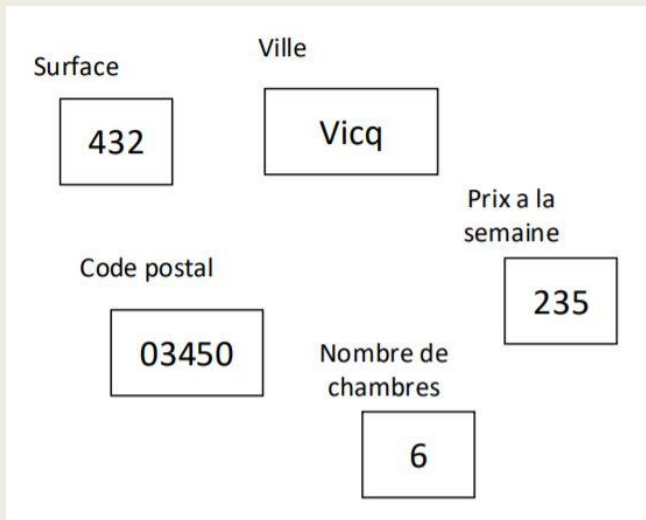 Surface
432
Ville
Vicq
Prix a la
semaine
235
Code postal
03450
Nombre de
chambres
6